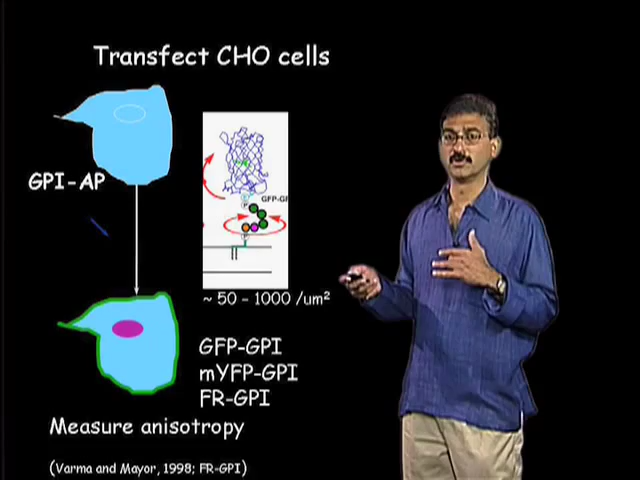 Transfect CHO cells
GPI-AP
GFP-G
P
~ 50 - 1000 /um²
GFP-GPI
mYFP-GPI
FR-GPI
Measure anisotropy
(Varma and Mayor, 1998; FR-GPI)